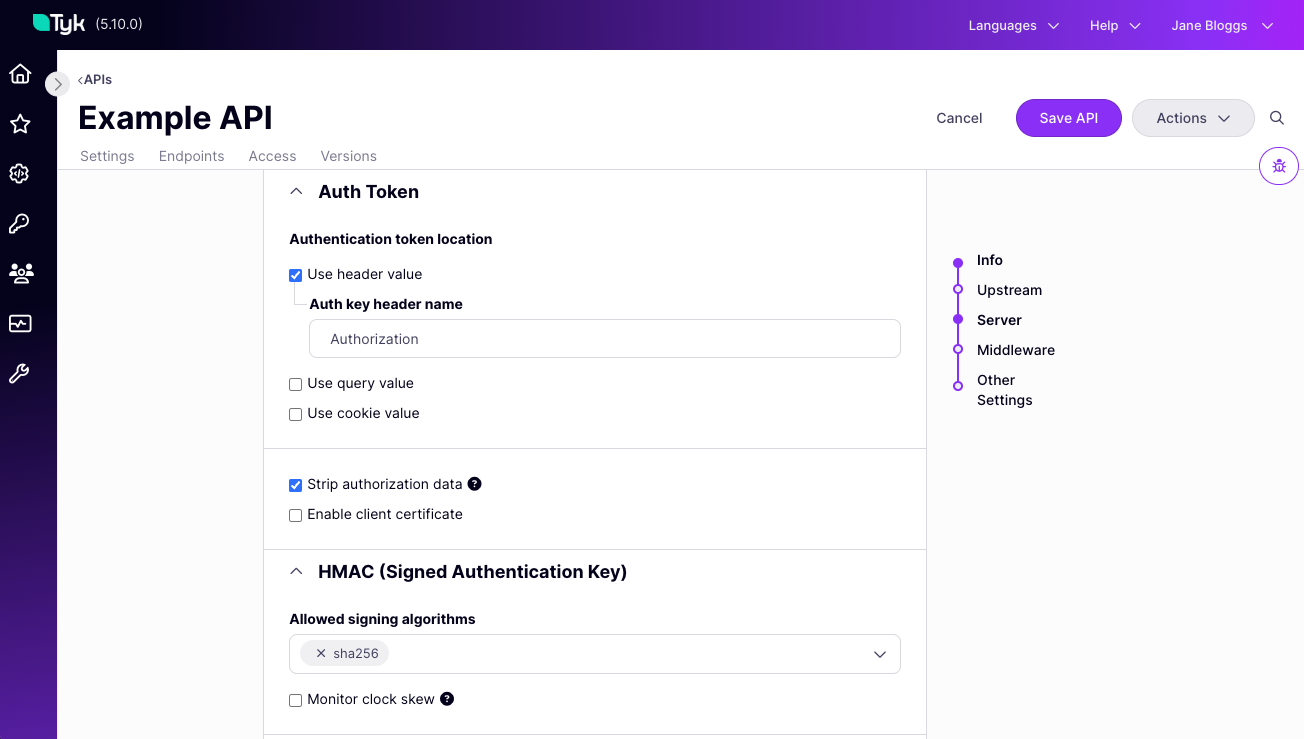 Tyk (5.10.0) Languages Help Jane Bloggs
APIs
Example API
Cancel Save API Actions
Settings Endpoints Access Versions
Auth Token
Authentication token location
Use header value
Auth key header name
Authorization
Use query value
Use cookie value
Strip authorization data ?
Enable client certificate
HMAC (Signed Authentication Key)
Allowed signing algorithms
sha256
Monitor clock skew ?
Info
Upstream
Server
Middleware
Other
Settings